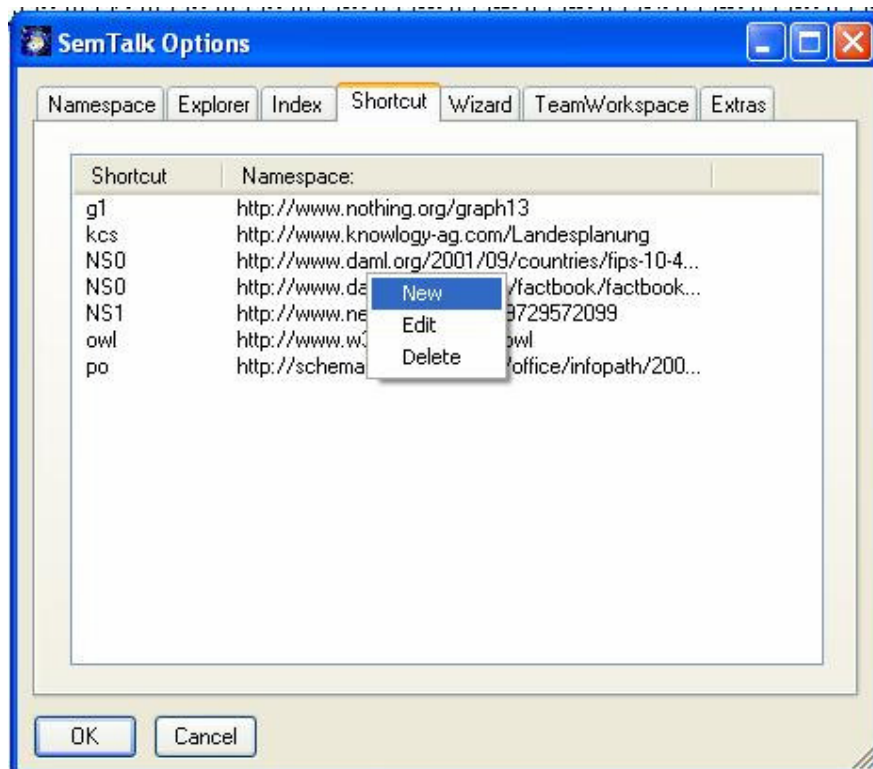 SemTalk Options
Namespace Explorer Index Shortcut Wizard TeamWorkspace Extras
Shortcut Namespace:
g1 http://www.nothing.org/graph13
kcs http://www.knowlogy-ag.com/Landesplanung
NS0 http://www.daml.org/2001/09/countries/fips-10-4...
NS0 http://www.da /factbook/factbook...
NS1 http://www.ne 9729572099
owl http://www.w3 owl
po http://schema /office/infopath/200...
New
Edit
Delete
OK Cancel